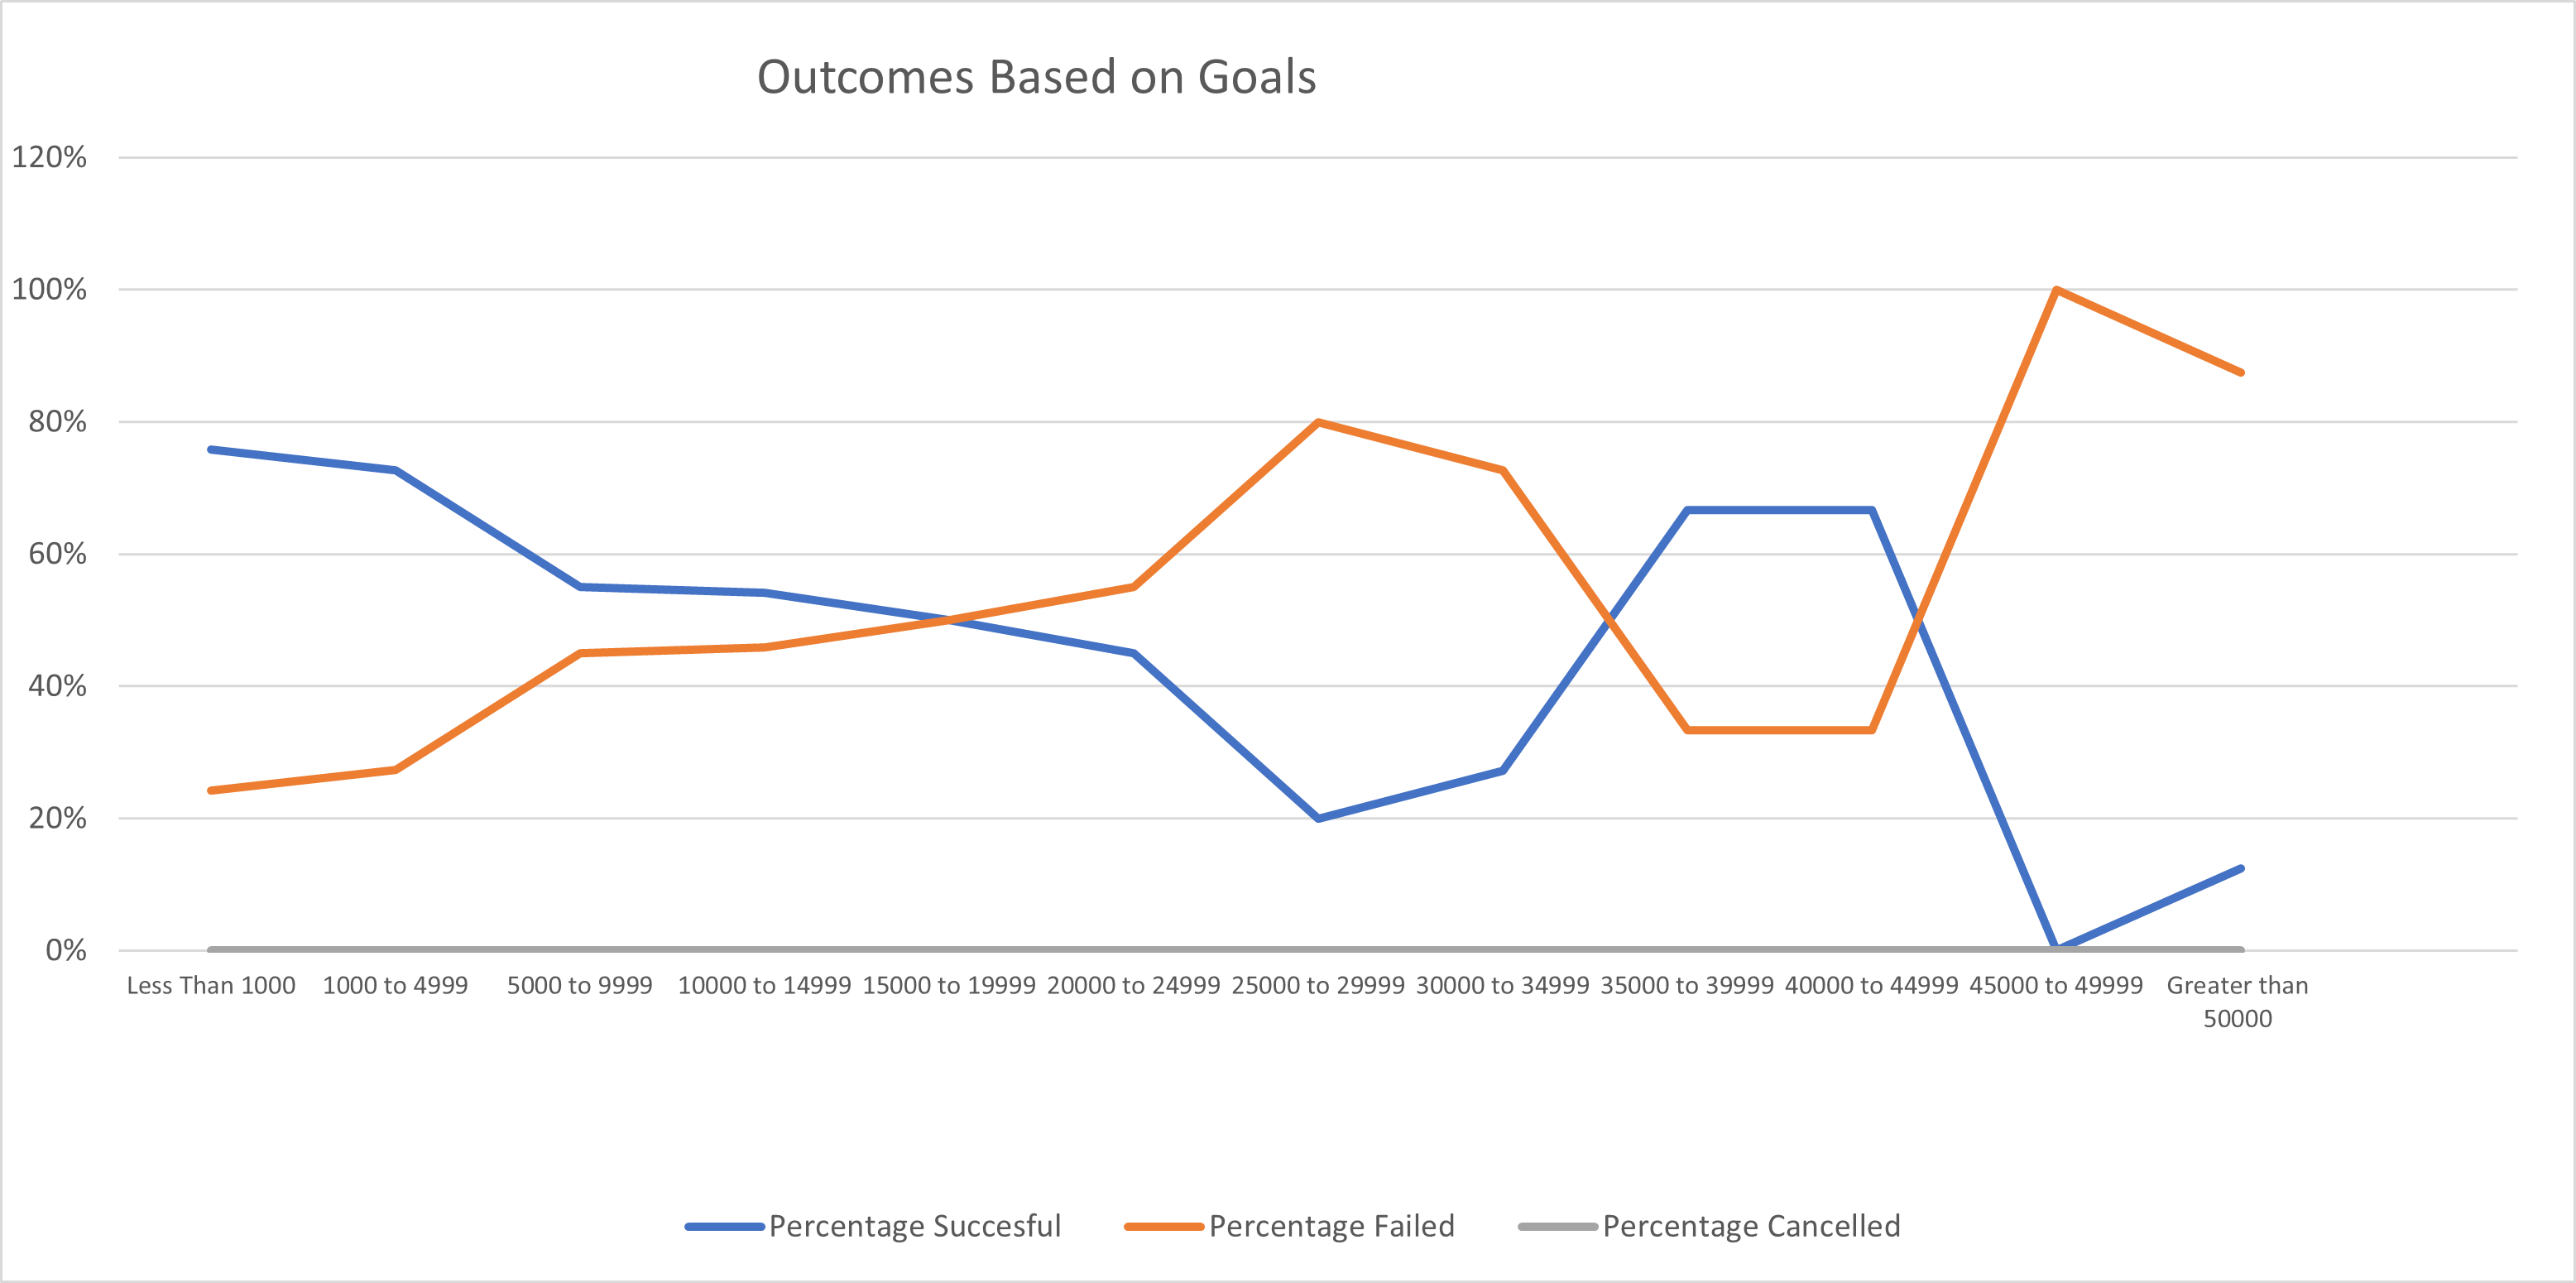 Outcomes Based on Goals
120%
100%
80%
60%
40%
20%
0%
Less Than 1000 1000 to 4999 5000 to 9999 10000 to 14999 15000 to 19999 20000 to 24999 25000 to 29999 30000 to 34999 35000 to 39999 40000 to 44999 45000 to 49999 Greater than
50000
Percentage Succesful Percentage Failed Percentage Cancelled